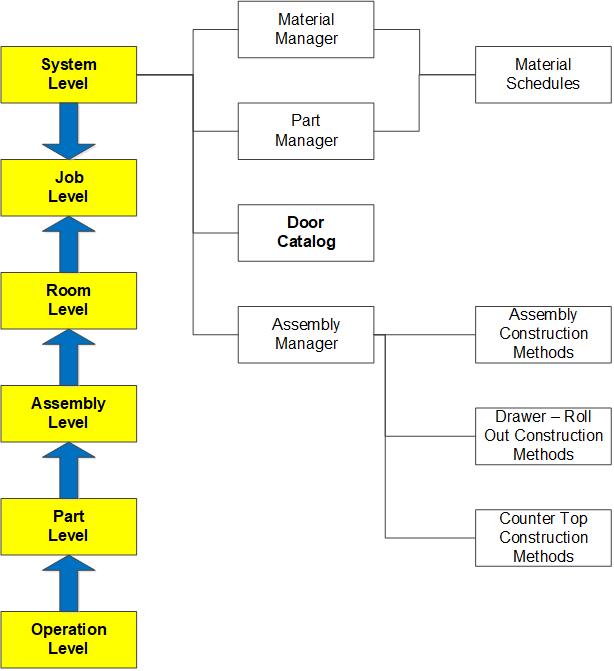 System
Level
Job
Level
Room
Level
Assembly
Level
Part
Level
Operation
Level
Material
Manager
Part
Manager
Door
Catalog
Assembly
Manager
Material
Schedules
Assembly
Construction
Methods
Drawer – Roll
Out Construction
Methods
Counter Top
Construction
Methods